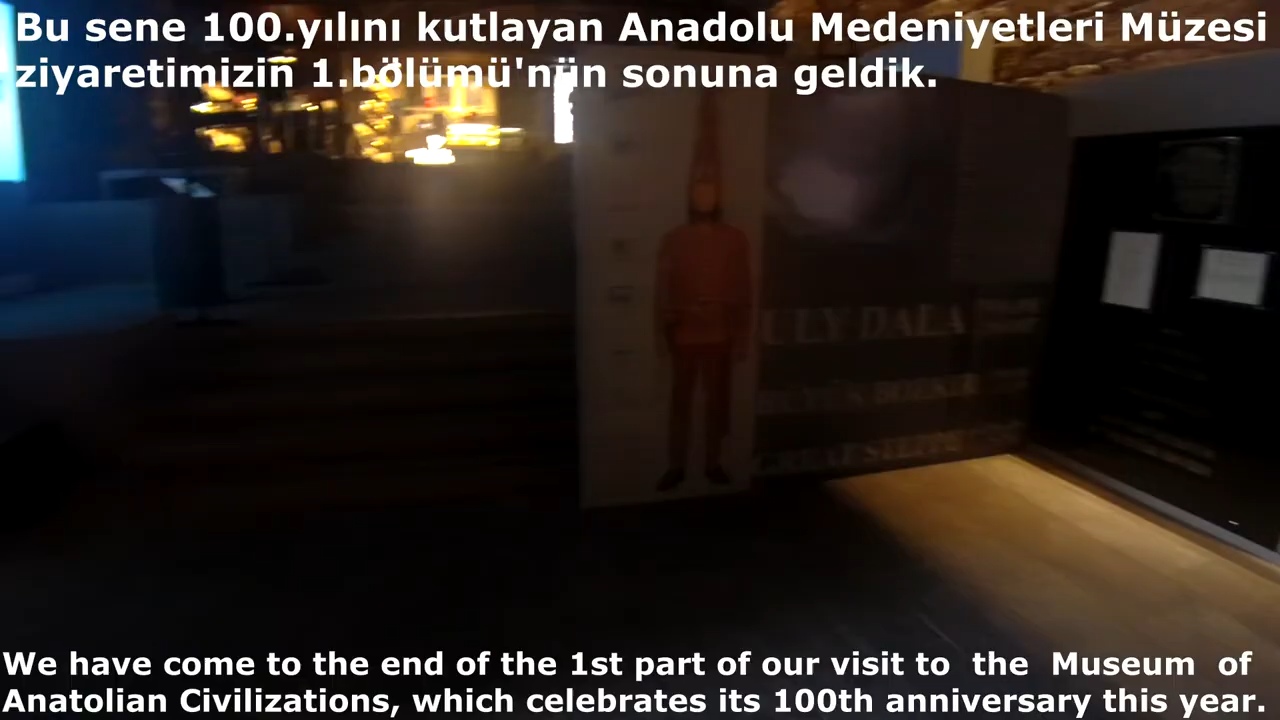 Bu sene 100.yılını kutlayan Anadolu Medeniyetleri Müzesi
ziyaretimizin 1.bölümü'nün sonuna geldik.
ULY DALA
We have come to the end of the 1st part of our visit to the Museum of
Anatolian Civilizations, which celebrates its 100th anniversary this year.